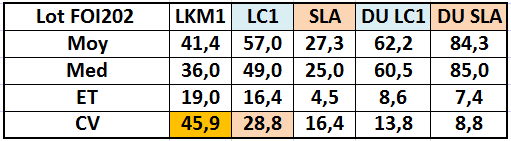 Lot FOI202 LKM1 LC1 SLA DU LC1 DU SLA
Moy 41,4 57,0 27,3 62,2 84,3
Med 36,0 49,0 25,0 60,5 85,0
ET 19,0 16,4 4,5 8,6 7,4
CV 45,9 28,8 16,4 13,8 8,8